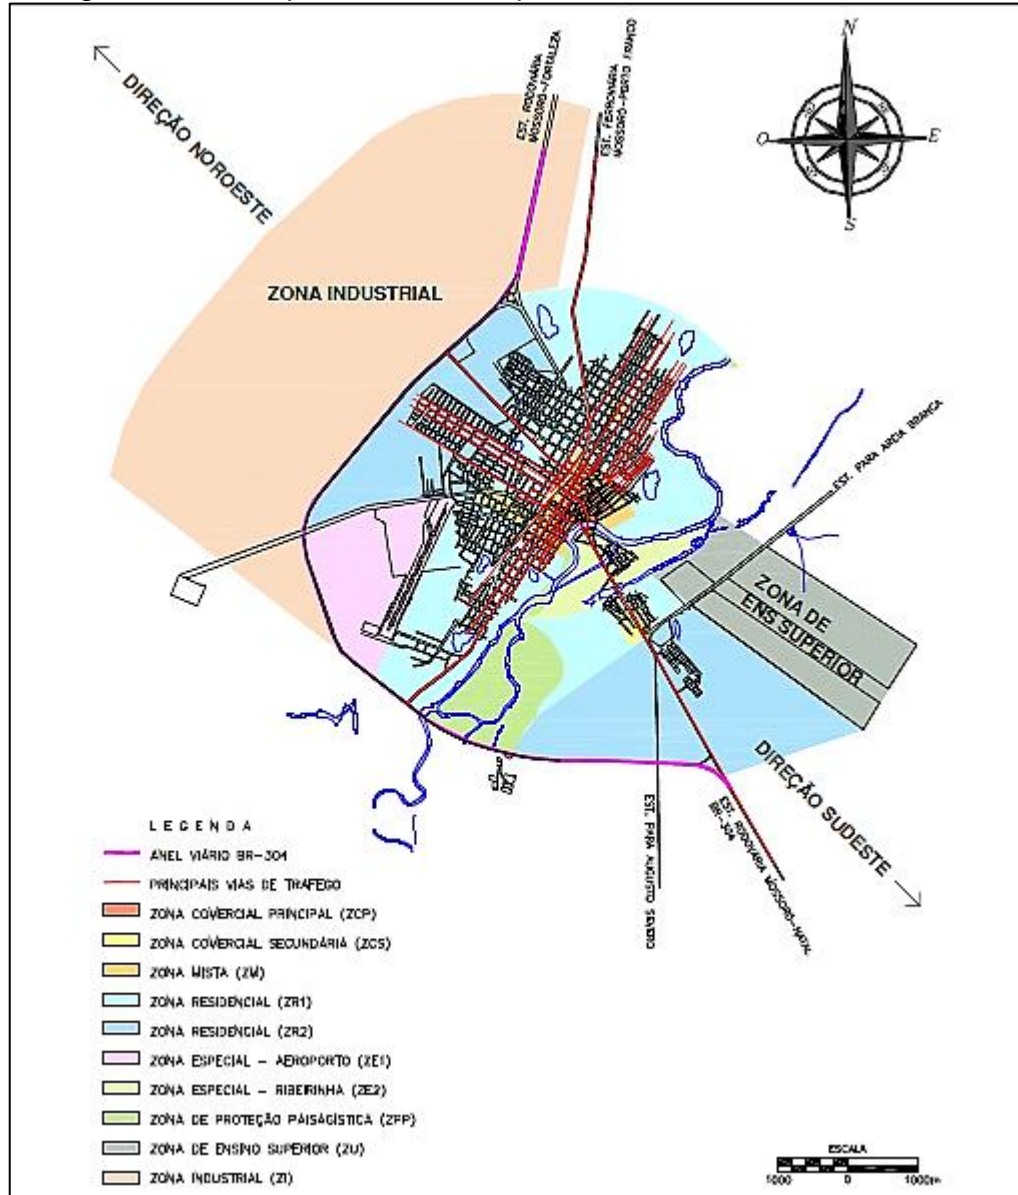 N
O
E
S
DIREÇÃO NOROESTE
EST. RODOVIÁRIA
MOSSORÓ-FORTALEZA
EST. FERROVIÁRIA
MOSSORÓ-PORTO FRANCO
ZONA INDUSTRIAL
EST. PARA AREIA BRANCA
ZONA DE
ENS SUPERIOR
DIREÇÃO SUDESTE
EST. PARA AUGUSTO SEVERO
EST. RODOVIÁRIA MOSSORÓ-NATAL
BR-304
LEGENDA
ANEL VIÁRIO BR-304
PRINCIPAIS VIAS DE TRAFEGO
ZONA COMERCIAL PRINCIPAL (ZCP)
ZONA COMERCIAL SECUNDÁRIA (ZCS)
ZONA MISTA (ZM)
ZONA RESIDENCIAL (ZR1)
ZONA RESIDENCIAL (ZR2)
ZONA ESPECIAL - AEROPORTO (ZE1)
ZONA ESPECIAL - RIBEIRINHA (ZE2)
ZONA DE PROTEÇÃO PAISAGÍSTICA (ZPP)
ZONA DE ENSINO SUPERIOR (ZU)
ZONA INDUSTRIAL (ZI)
ESCALA
1000 0 1000m